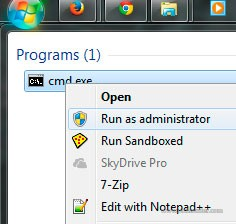 Programs (1)
cmd.exe
Open
Run as administrator
Run Sandboxed
SkyDrive Pro
7-Zip
Edit with Notepad++